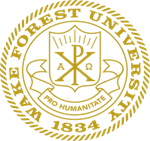 WAKE FOREST UNIVERSITY
Α Ω
PRO HUMANITATE
1834